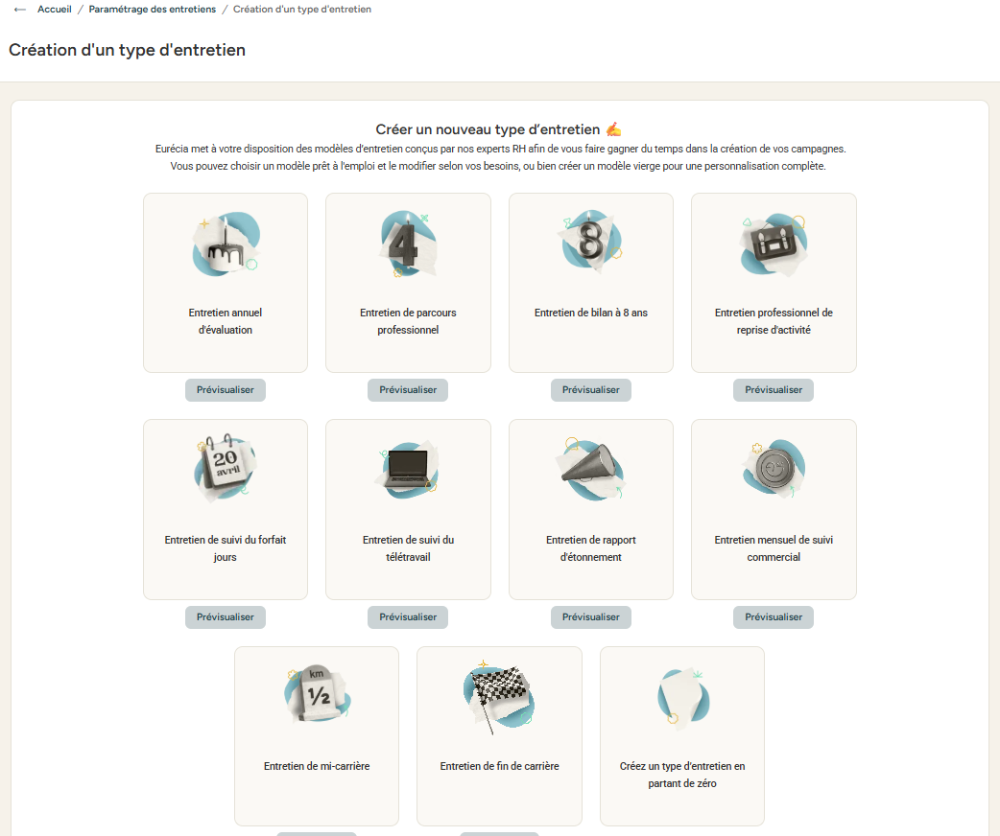 ← Accueil / Paramétrage des entretiens / Création d'un type d'entretien
Création d'un type d'entretien
Créer un nouveau type d’entretien ✍️
Eurécia met à votre disposition des modèles d'entretien conçus par nos experts RH afin de vous faire gagner du temps dans la création de vos campagnes.
Vous pouvez choisir un modèle prêt à l'emploi et le modifier selon vos besoins, ou bien créer un modèle vierge pour une personnalisation complète.
Entretien annuel
d'évaluation
Prévisualiser
4
Entretien de parcours
professionnel
Prévisualiser
8
Entretien de bilan à 8 ans
Prévisualiser
Entretien professionnel de
reprise d'activité
Prévisualiser
20
avril
Entretien de suivi du forfait
jours
Prévisualiser
Entretien de suivi du
télétravail
Prévisualiser
Entretien de rapport
d'étonnement
Prévisualiser
Entretien mensuel de suivi
commercial
Prévisualiser
km
1/2
Entretien de mi-carrière
Entretien de fin de carrière
Créez un type d'entretien en
partant de zéro